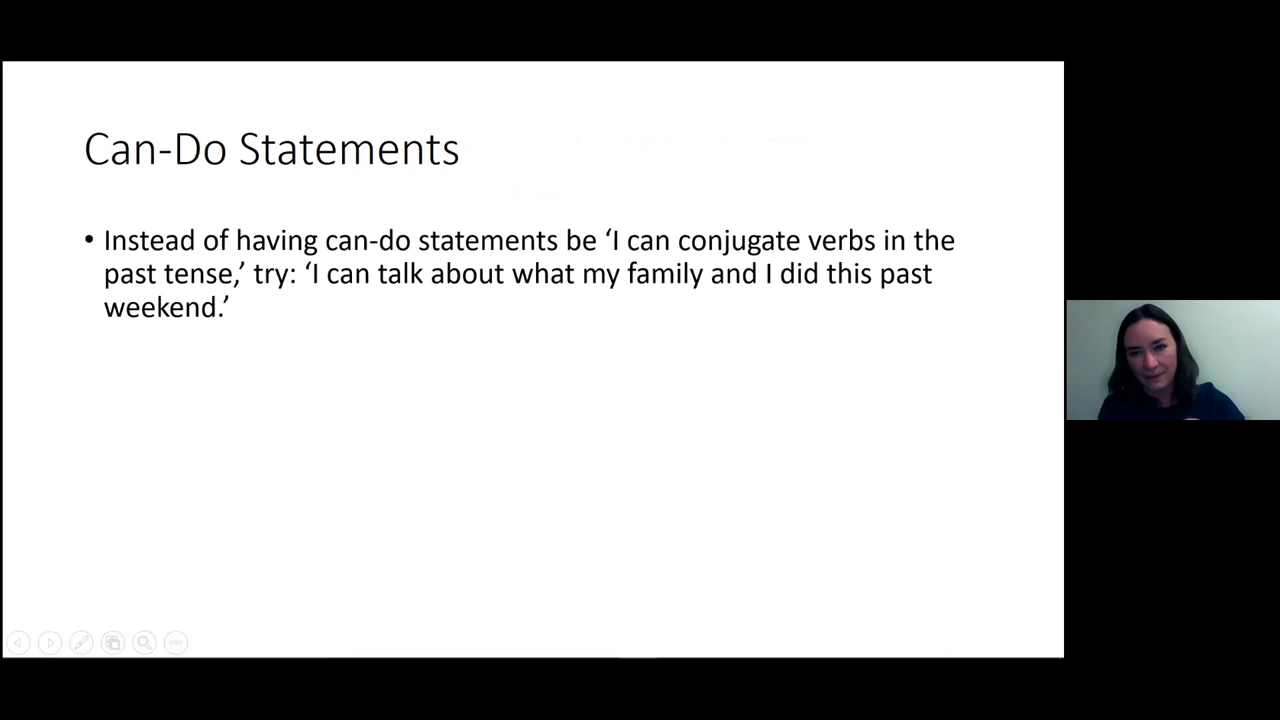 Can-Do Statements
• Instead of having can-do statements be ‘I can conjugate verbs in the
past tense,’ try: ‘I can talk about what my family and I did this past
weekend.’